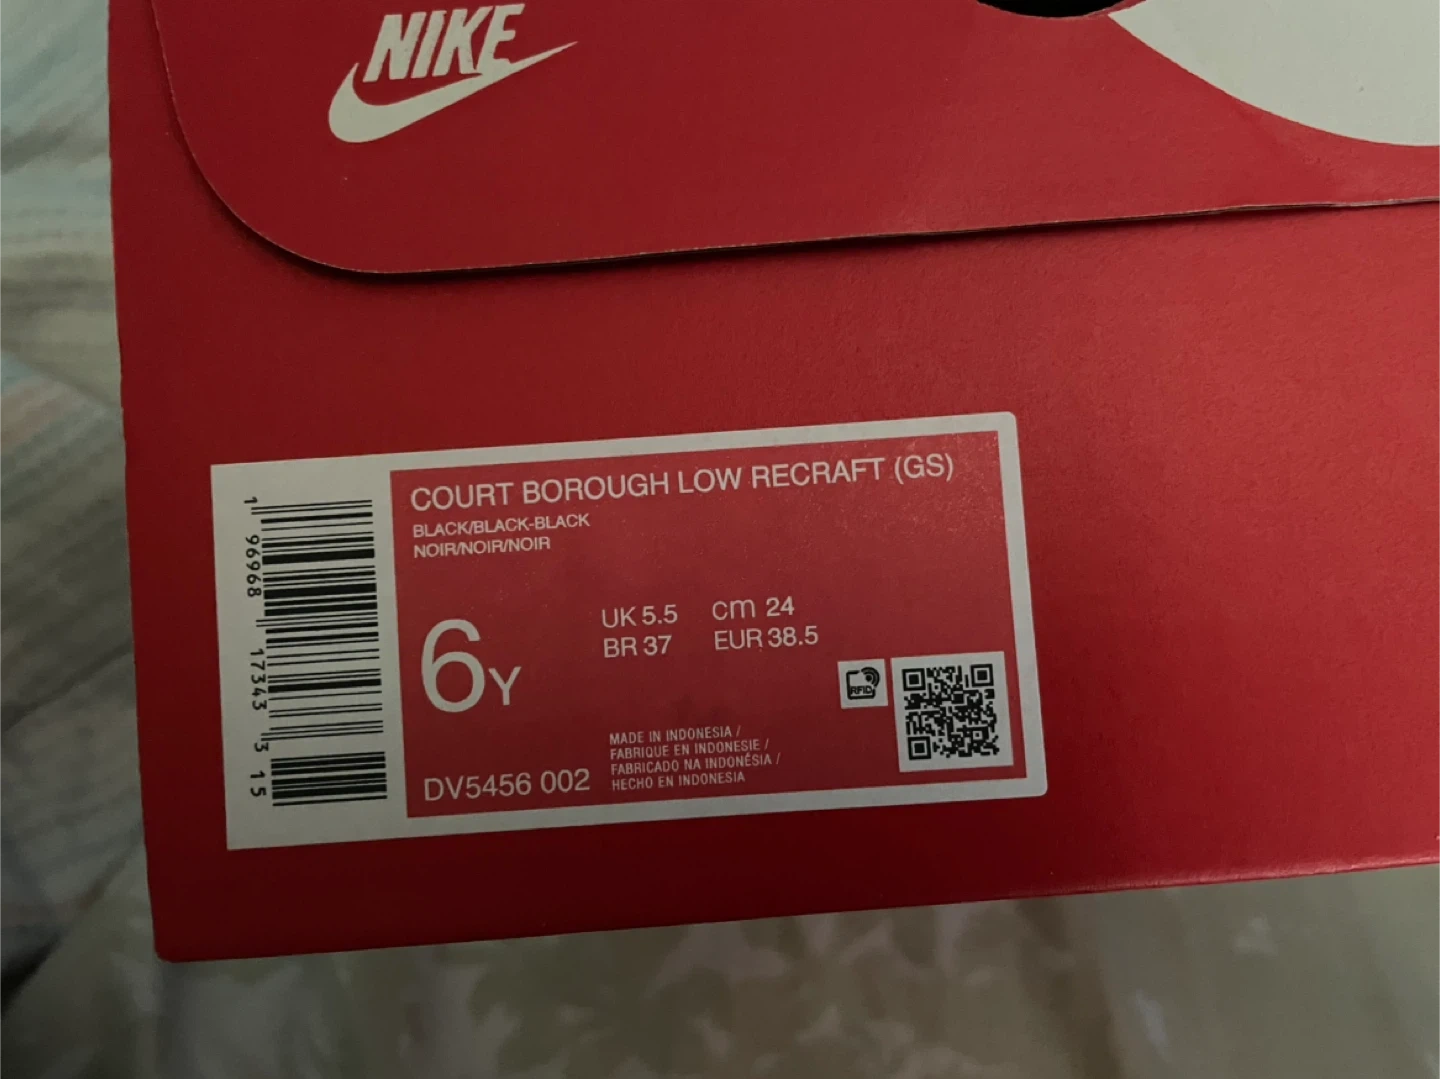 NIKE
COURT BOROUGH LOW RECRAFT (GS)
BLACK/BLACK-BLACK
NOIR/NOIR/NOIR
6Y
UK 5.5 cm 24
BR 37 EUR 38.5
RFID
MADE IN INDONESIA /
FABRIQUE EN INDONESIE /
FABRICADO NA INDONÉSIA /
HECHO EN INDONESIA
DV5456 002
1 96968 17343 3 15